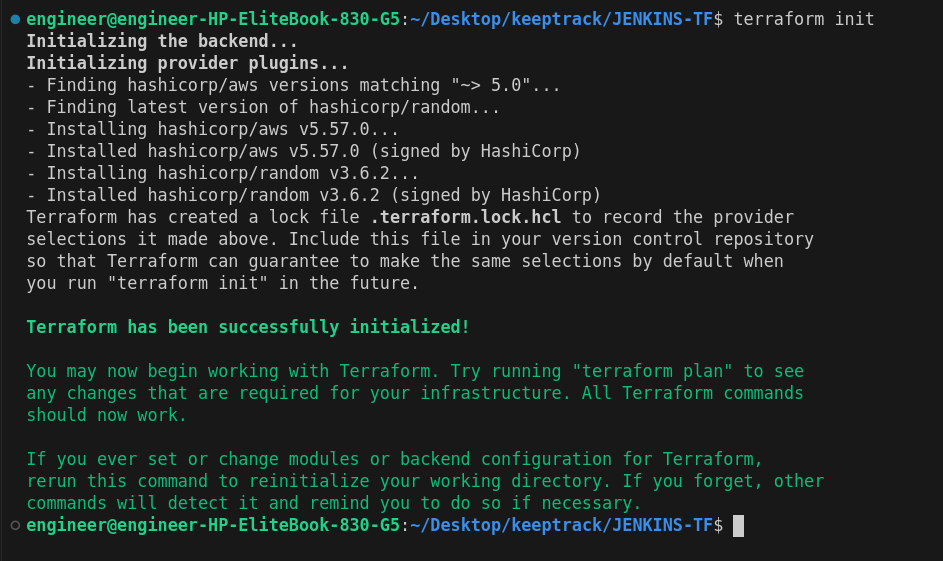 engineer@engineer-HP-EliteBook-830-G5:~/Desktop/keeptrack/JENKINS-TF$ terraform init
Initializing the backend...
Initializing provider plugins...
- Finding hashicorp/aws versions matching "~> 5.0"...
- Finding latest version of hashicorp/random...
- Installing hashicorp/aws v5.57.0...
- Installed hashicorp/aws v5.57.0 (signed by HashiCorp)
- Installing hashicorp/random v3.6.2...
- Installed hashicorp/random v3.6.2 (signed by HashiCorp)
Terraform has created a lock file .terraform.lock.hcl to record the provider
selections it made above. Include this file in your version control repository
so that Terraform can guarantee to make the same selections by default when
you run "terraform init" in the future.

Terraform has been successfully initialized!

You may now begin working with Terraform. Try running "terraform plan" to see
any changes that are required for your infrastructure. All Terraform commands
should now work.

If you ever set or change modules or backend configuration for Terraform,
rerun this command to reinitialize your working directory. If you forget, other
commands will detect it and remind you to do so if necessary.
engineer@engineer-HP-EliteBook-830-G5:~/Desktop/keeptrack/JENKINS-TF$